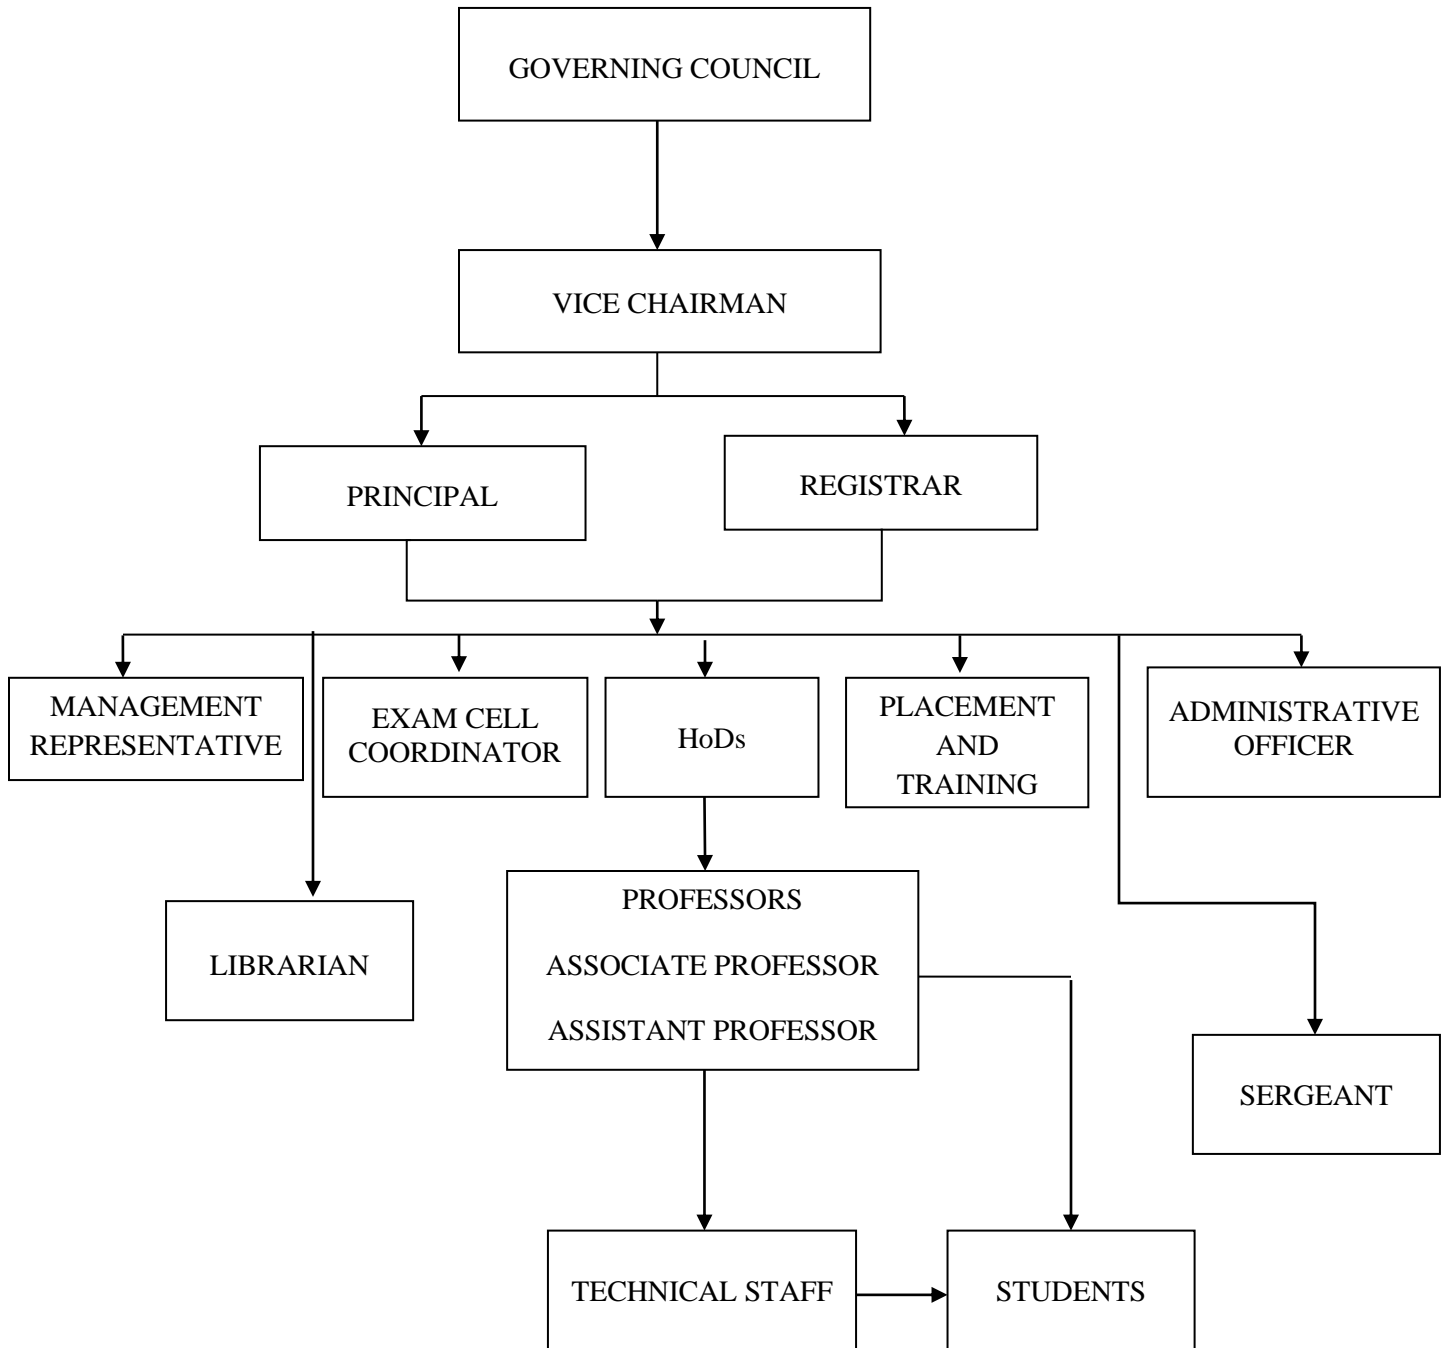 GOVERNING COUNCIL
VICE CHAIRMAN
PRINCIPAL
REGISTRAR
MANAGEMENT
REPRESENTATIVE
EXAM CELL
COORDINATOR
HoDs
PLACEMENT
AND
TRAINING
ADMINISTRATIVE
OFFICER
LIBRARIAN
PROFESSORS
ASSOCIATE PROFESSOR
ASSISTANT PROFESSOR
SERGEANT
TECHNICAL STAFF
STUDENTS